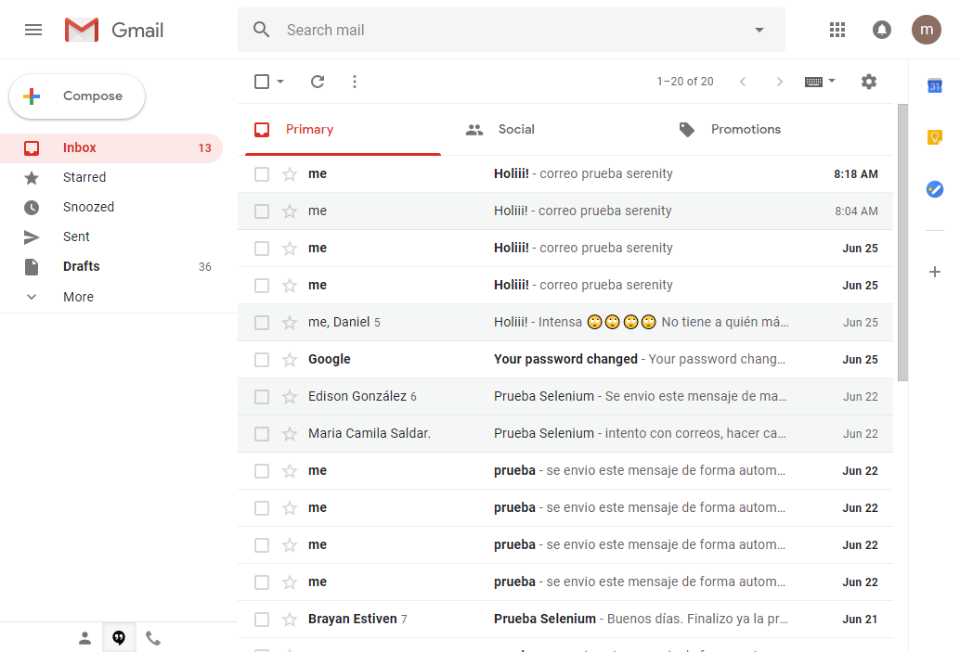 Gmail
Search mail
m
Compose
1–20 of 20
31
Primary
Social
Promotions
Inbox 13
Starred
Snoozed
Sent
Drafts 36
More
me Holiii! - correo prueba serenity 8:18 AM
me Holiii! - correo prueba serenity 8:04 AM
me Holiii! - correo prueba serenity Jun 25
me Holiii! - correo prueba serenity Jun 25
me, Daniel 5 Holiii! - Intensa 🙄🙄🙄🙄 No tiene a quién má… Jun 25
Google Your password changed - Your password chang… Jun 25
Edison González 6 Prueba Selenium - Se envio este mensaje de ma… Jun 22
Maria Camila Saldar. Prueba Selenium - intento con correos, hacer ca… Jun 22
me prueba - se envio este mensaje de forma autom… Jun 22
me prueba - se envio este mensaje de forma autom… Jun 22
me prueba - se envio este mensaje de forma autom… Jun 22
me prueba - se envio este mensaje de forma autom… Jun 22
Brayan Estiven 7 Prueba Selenium - Buenos días. Finalizo ya la pr… Jun 21